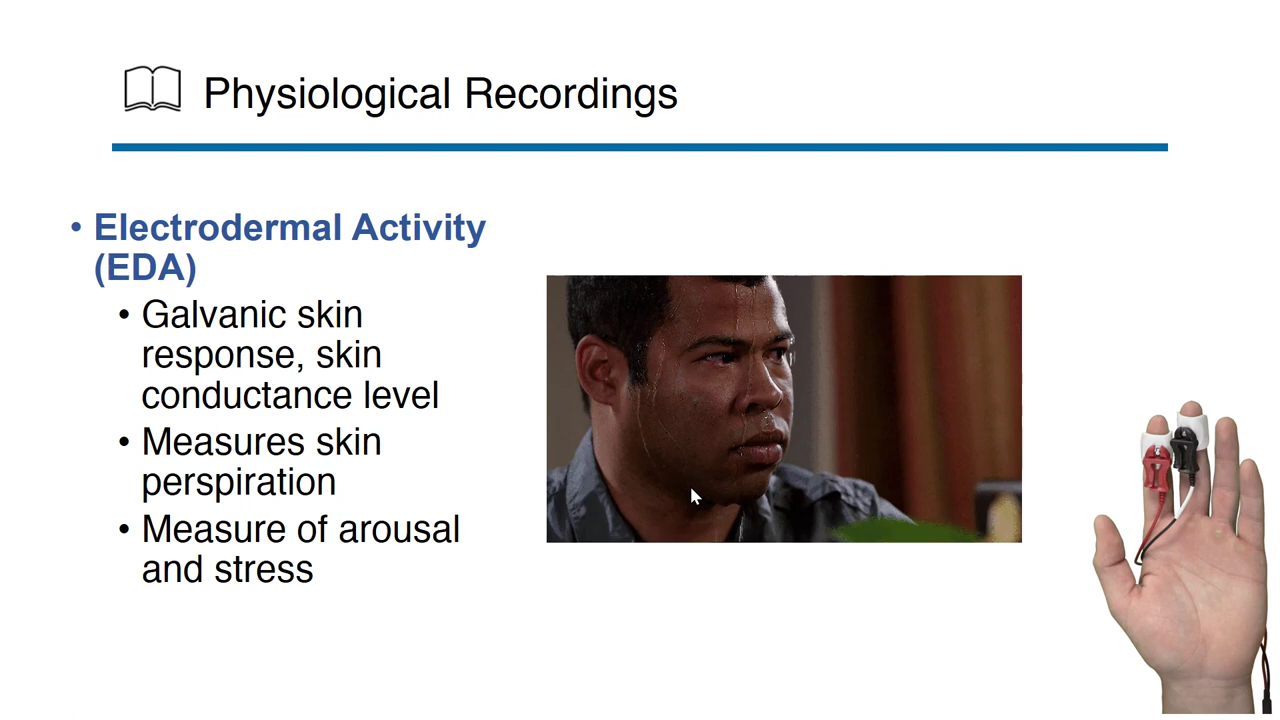 Physiological Recordings
• Electrodermal Activity
(EDA)
• Galvanic skin
response, skin
conductance level
• Measures skin
perspiration
• Measure of arousal
and stress